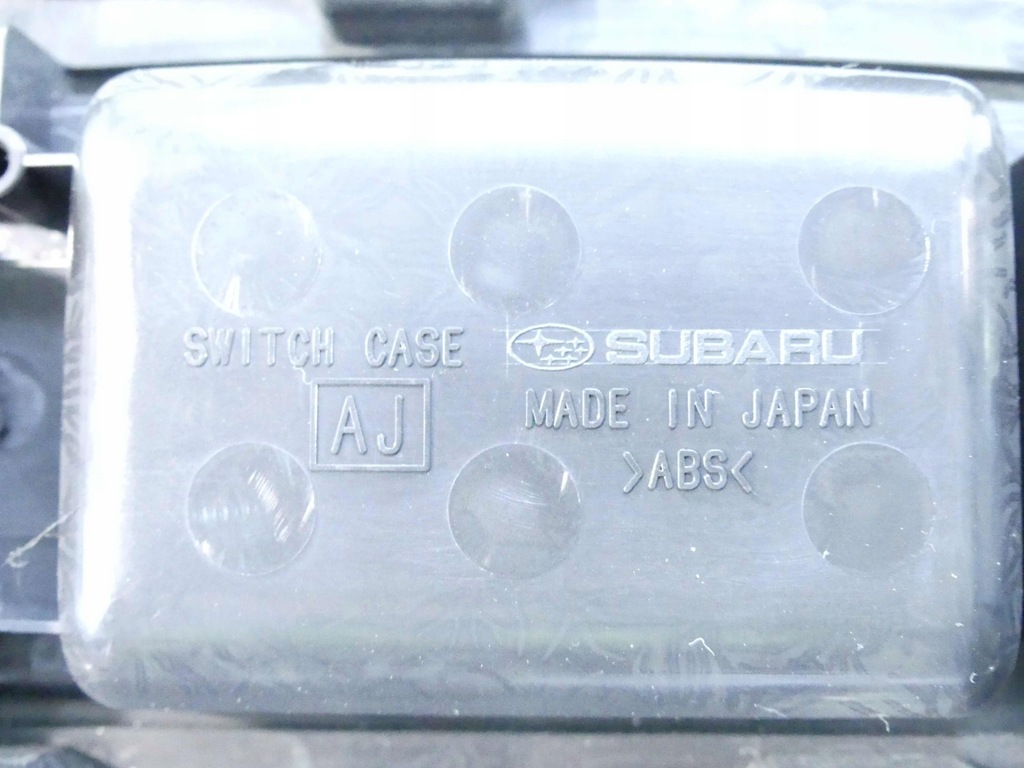 SWITCH CASE
AJ
SUBARU
MADE IN JAPAN
>ABS<